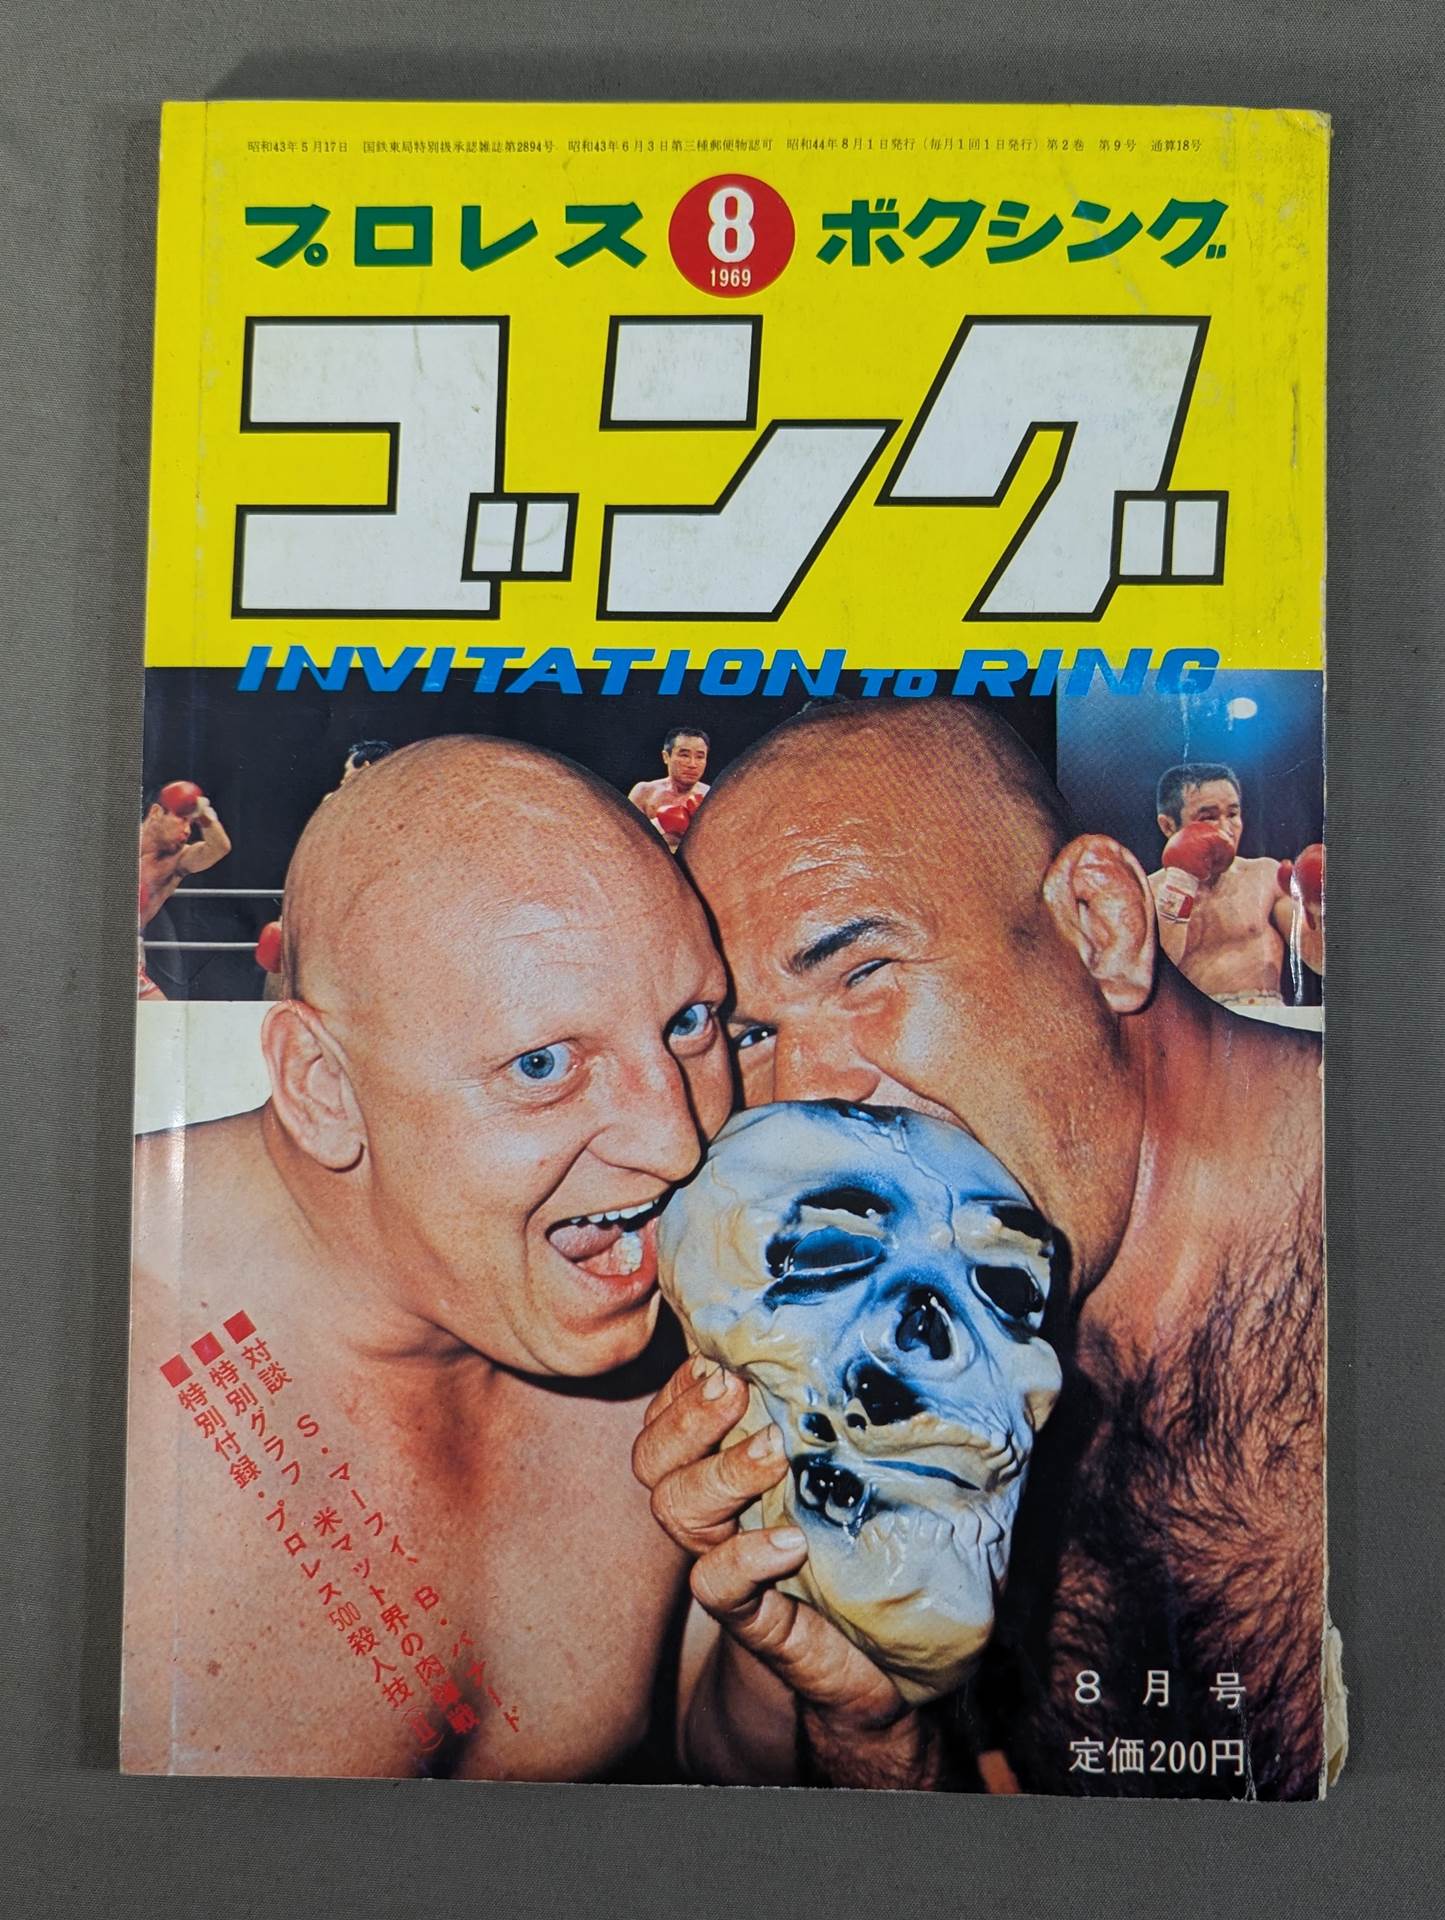 昭和43年5月17日 国鉄東局特別扱承認雑誌第2894号 昭和43年6月3日第三種郵便物認可 昭和44年8月1日発行(毎月1回1日発行)第2巻 第9号 通算18号
プロレス 8 ボクシング
1969
ゴング
INVITATION TO RING
■対談 S・マーフィ、B・バアード
■特別グラフ 米マット界の肉弾戦
■特別付録・プロレス500殺人技(11)
8月号
定価200円